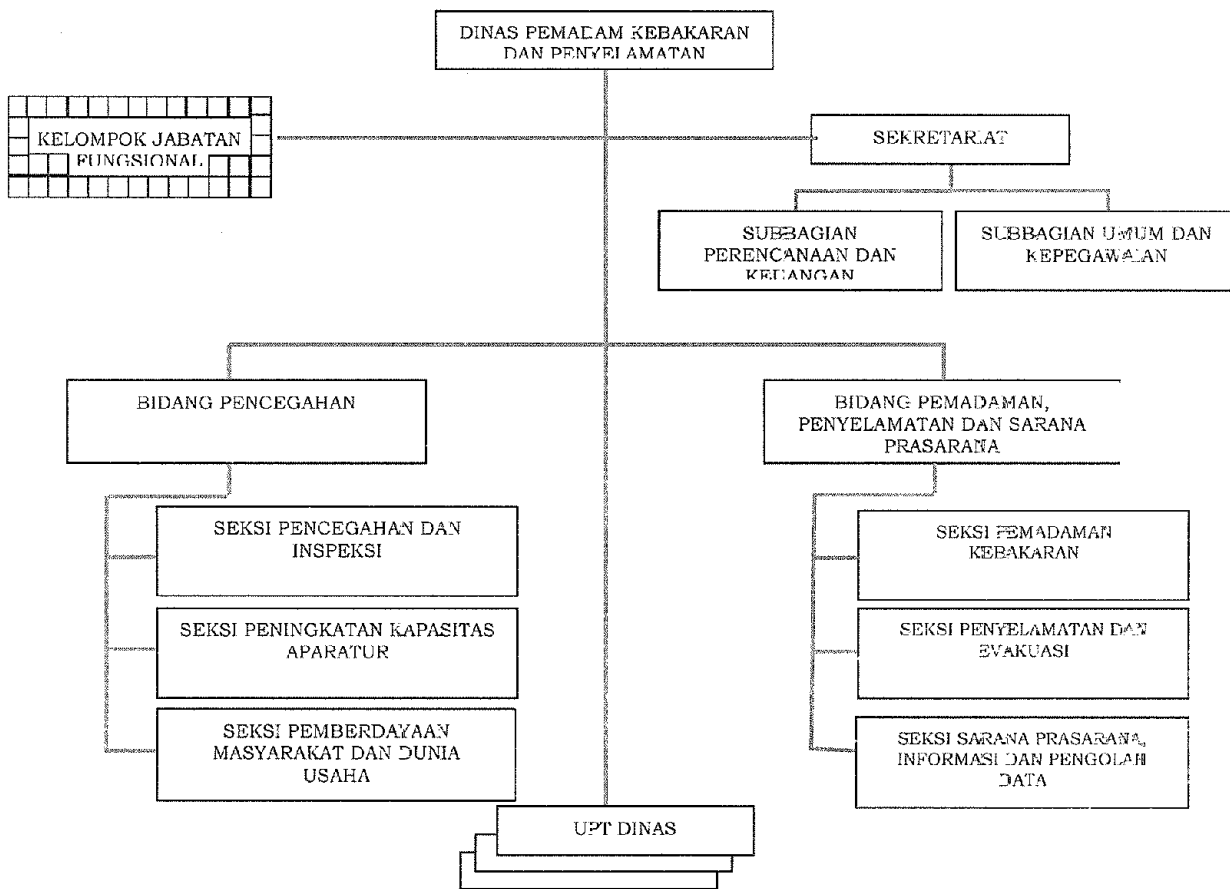 DINAS PEMADAM KEBAKARAN
DAN PENYELAMATAN
KELOMPOK JABATAN
FUNGSIONAL
SEKRETARIAT
SUBBAGIAN
PERENCANAAN DAN
KEUANGAN
SUBBAGIAN UMUM DAN
KEPEGAWAIAN
BIDANG PENCEGAHAN
BIDANG PEMADAMAN,
PENYELAMATAN DAN SARANA
PRASARANA
SEKSI PENCEGAHAN DAN
INSPEKSI
SEKSI PENINGKATAN KAPASITAS
APARATUR
SEKSI PEMBERDAYAAN
MASYARAKAT DAN DUNIA
USAHA
SEKSI PEMADAMAN
KEBAKARAN
SEKSI PENYELAMATAN DAN
EVAKUASI
SEKSI SARANA PRASARANA,
INFORMASI DAN PENGOLAH
DATA
UPT DINAS